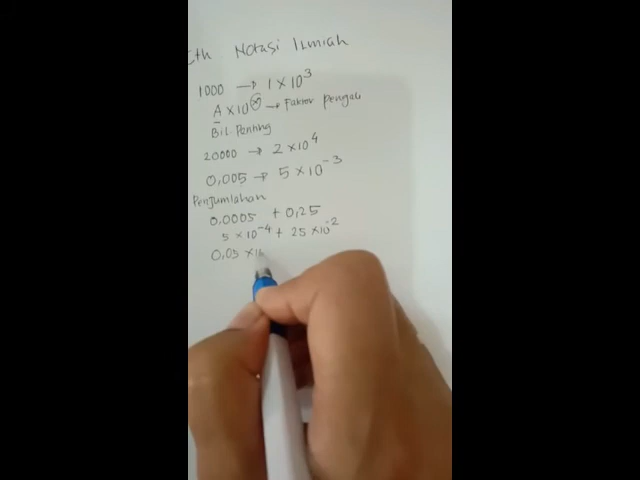 Cth Notasi Ilmiah
1000 → 1 × 10³
A × 10ⁿ → Faktor pengali
Bil. Penting
20000 → 2 × 10⁴
0,005 → 5 × 10⁻³
Penjumlahan
0.0005 + 0,25
5 × 10⁻⁴ + 25 × 10⁻²
0,05 × 1